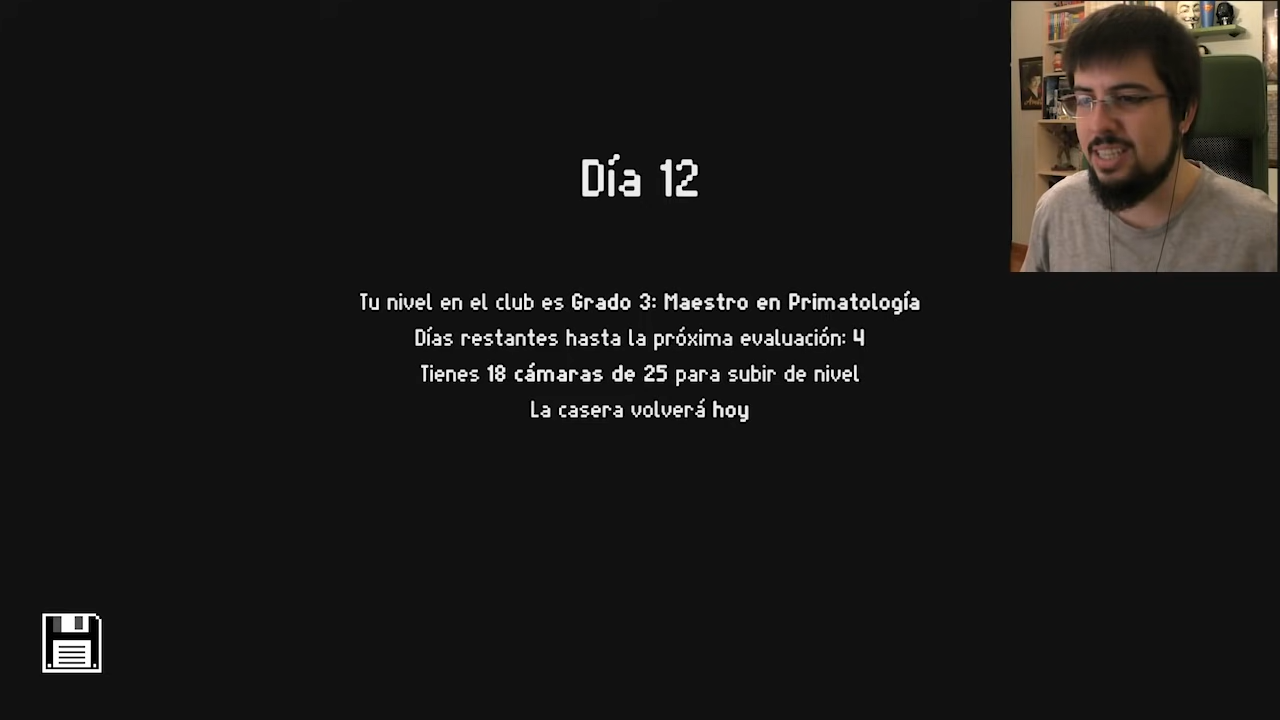 Día 12
Tu nivel en el club es Grado 3: Maestro en Primatología
Días restantes hasta la próxima evaluación: 4
Tienes 18 cámaras de 25 para subir de nivel
La casera volverá hoy